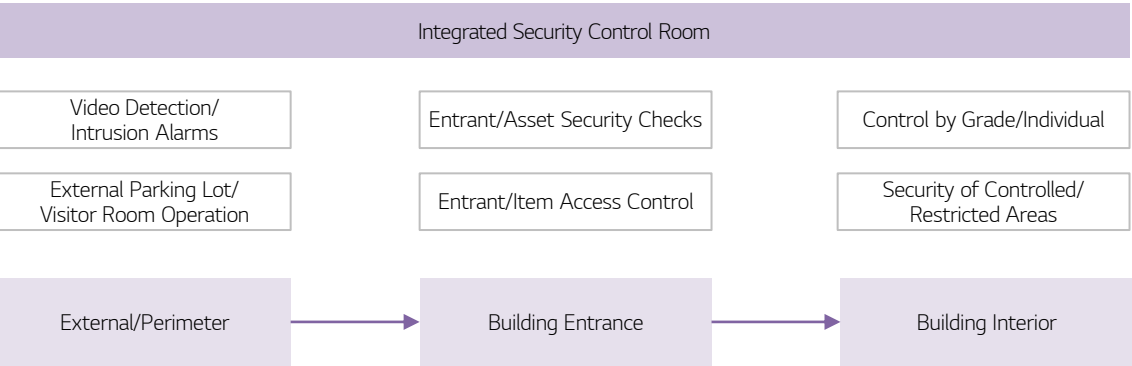 Integrated Security Control Room
Video Detection/
Intrusion Alarms
Entrant/Asset Security Checks
Control by Grade/Individual
External Parking Lot/
Visitor Room Operation
Entrant/Item Access Control
Security of Controlled/
Restricted Areas
External/Perimeter
Building Entrance
Building Interior